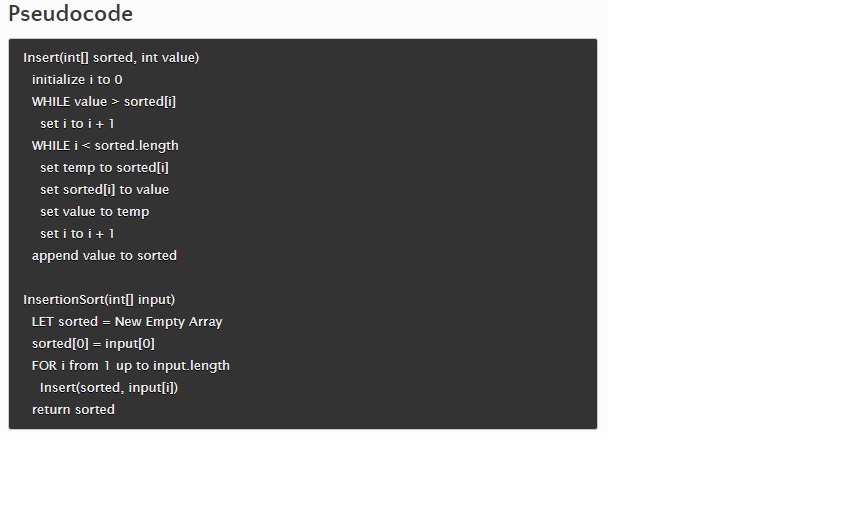 Pseudocode
Insert(int[] sorted, int value)
initialize i to 0
WHILE value > sorted[i]
set i to i + 1
WHILE i < sorted.length
set temp to sorted[i]
set sorted[i] to value
set value to temp
set i to i + 1
append value to sorted
InsertionSort(int[] input)
LET sorted = New Empty Array
sorted[0] = input[0]
FOR i from 1 up to input.length
Insert(sorted, input[i])
return sorted